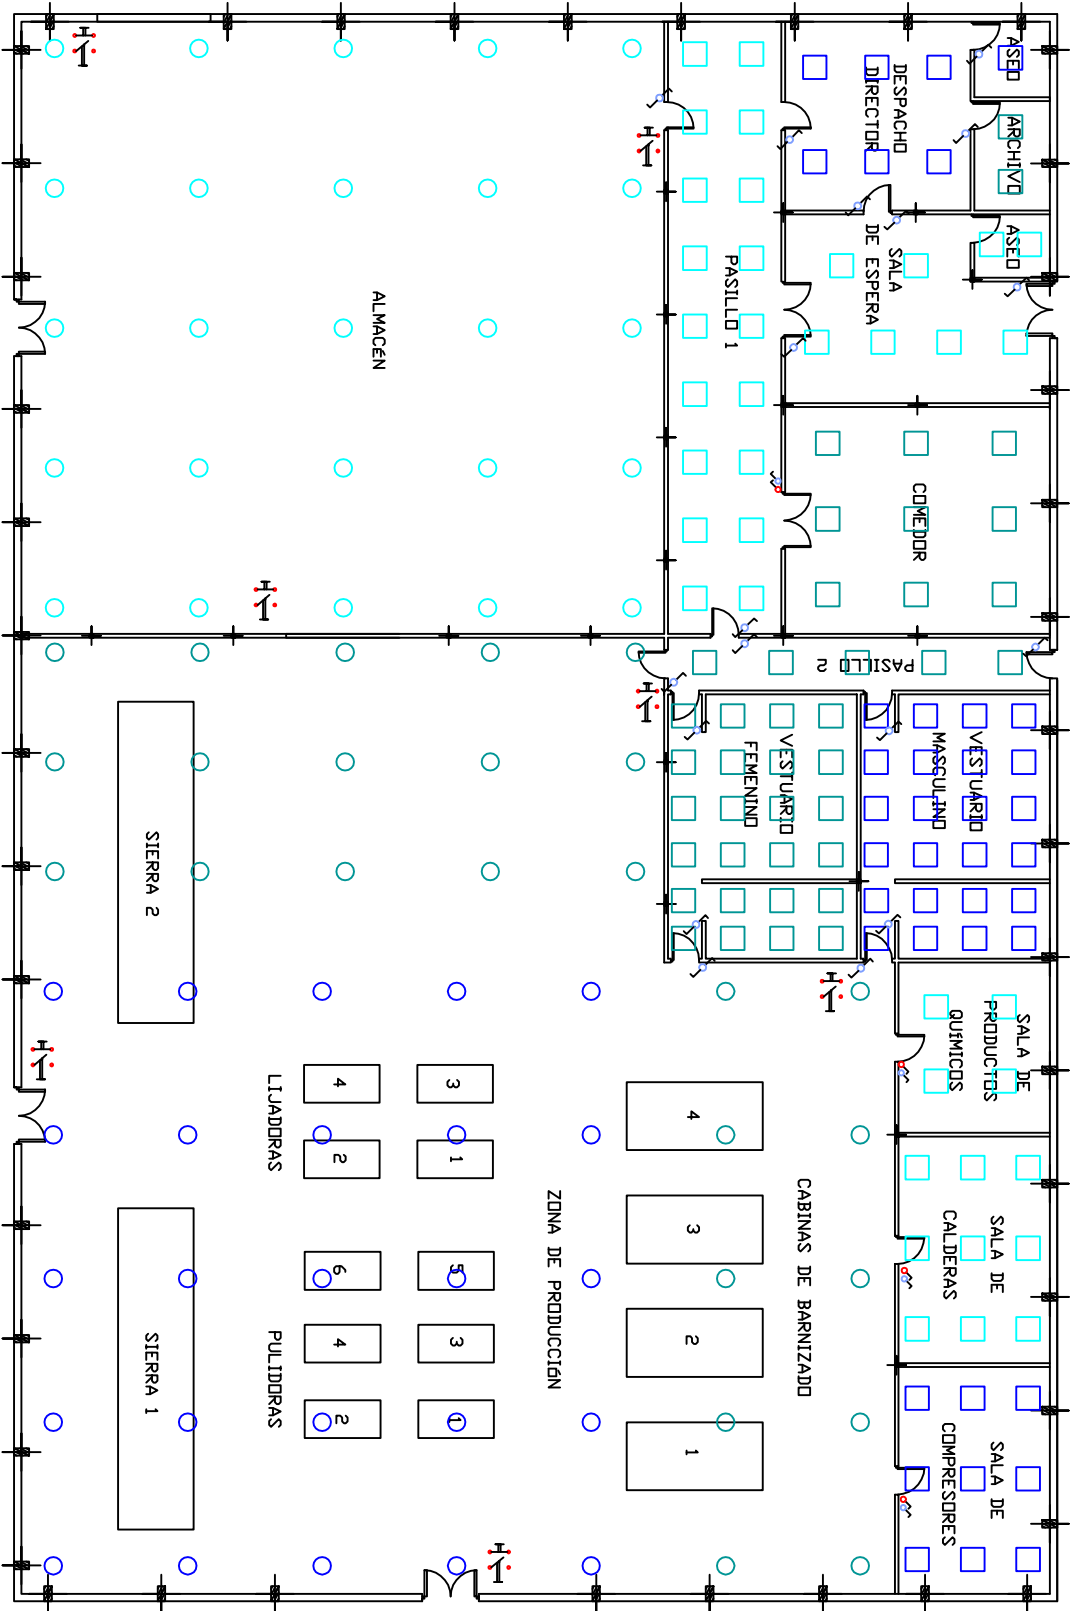 ASEO
ARCHIVO
DESPACHO
DIRECTOR
ASEO
SALA
DE ESPERA
PASILLO 1
ALMACÉN
COMEDOR
PASILLO 2
VESTUARIO
MASCULINO
VESTUARIO
FEMENINO
SIERRA 2
SALA DE
PRODUCTOS
QUÍMICOS
LIJADORAS
4
3
2
1
4
3
2
1
CABINAS DE BARNIZADO
ZONA DE PRODUCCIÓN
SALA DE
CALDERAS
6
5
4
3
2
1
PULIDORAS
SIERRA 1
SALA DE
COMPRESORES